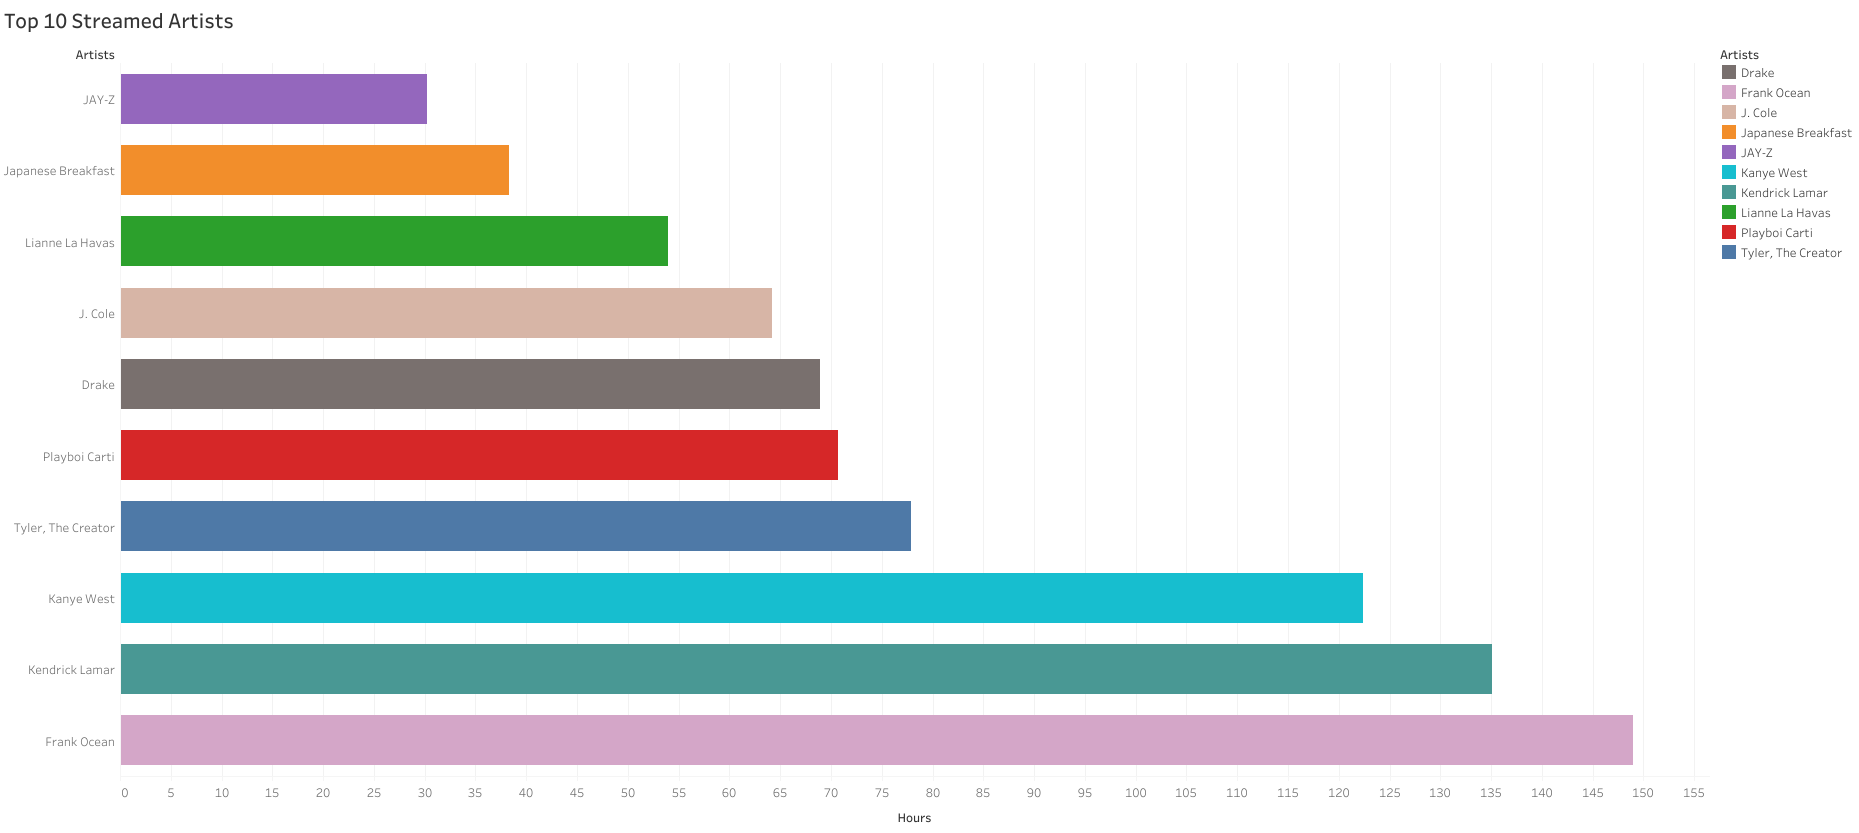 Top 10 Streamed Artists
Artists
JAY-Z
Japanese Breakfast
Lianne La Havas
J. Cole
Drake
Playboi Carti
Tyler, The Creator
Kanye West
Kendrick Lamar
Frank Ocean
0 5 10 15 20 25 30 35 40 45 50 55 60 65 70 75 80 85 90 95 100 105 110 115 120 125 130 135 140 145 150 155
Hours
Artists
Drake
Frank Ocean
J. Cole
Japanese Breakfast
JAY-Z
Kanye West
Kendrick Lamar
Lianne La Havas
Playboi Carti
Tyler, The Creator